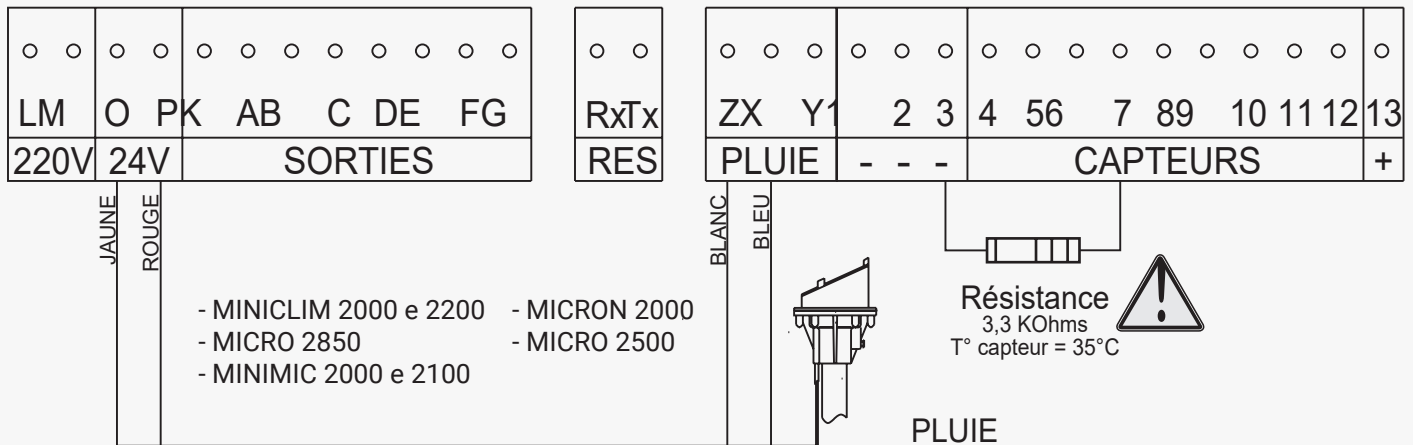 LM O PK AB C DE FG RxTx ZX Y1 2 3 4 56 7 89 10 11 12 13
220V 24V SORTIES RES PLUIE - - - CAPTEURS +
JAUNE
ROUGE
BLANC
BLEU
- MINICLIM 2000 e 2200
- MICRO 2850
- MINIMIC 2000 e 2100
- MICRON 2000
- MICRO 2500
Résistance
3,3 KOhms
T° capteur = 35°C
!
PLUIE